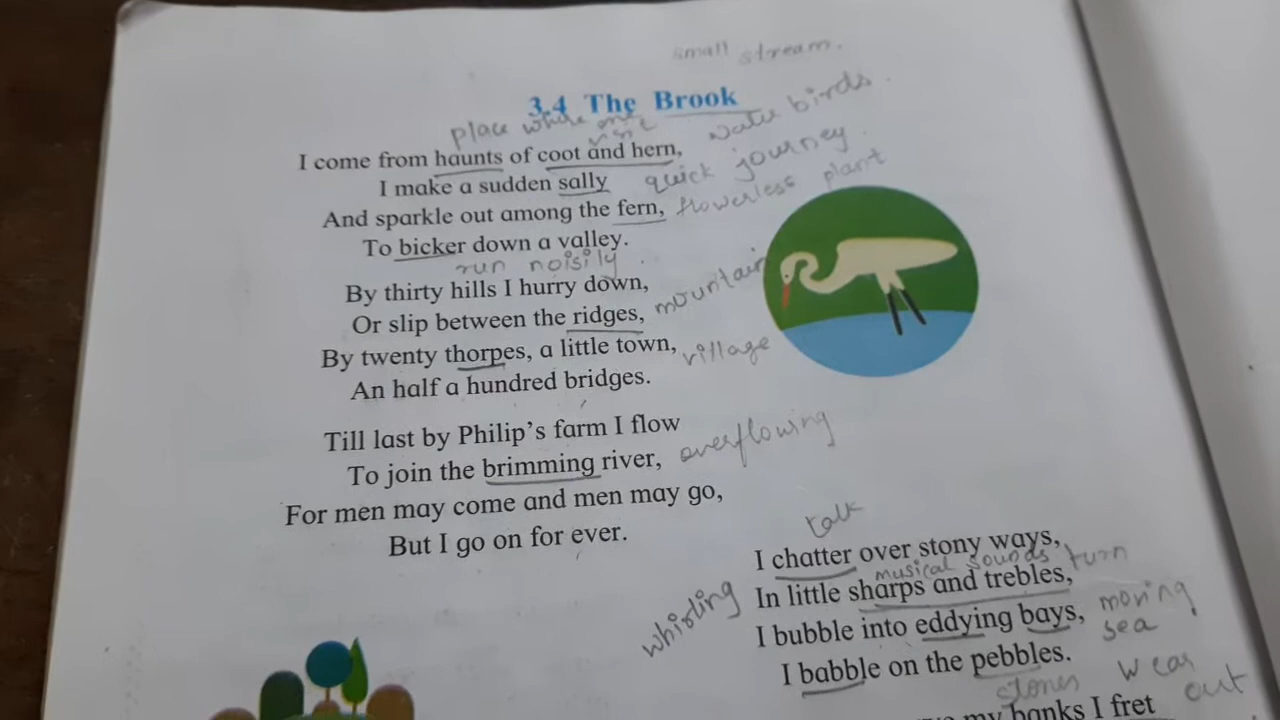 small stream.
3.4 The Brook
place where one visit
water birds.
I come from haunts of coot and hern,
I make a sudden sally
quick journey.
And sparkle out among the fern,
flowerless plant
To bicker down a valley.
run noisily.
By thirty hills I hurry down,
Or slip between the ridges,
mountain
By twenty thorpes, a little town,
village
An half a hundred bridges.
Till last by Philip's farm I flow
To join the brimming river,
overflowing
For men may come and men may go,
But I go on for ever.
talk
I chatter over stony ways,
musical sounds
turn
In little sharps and trebles,
whirling
I bubble into eddying bays,
moving
sea
I babble on the pebbles.
stones
wear out
my banks I fret